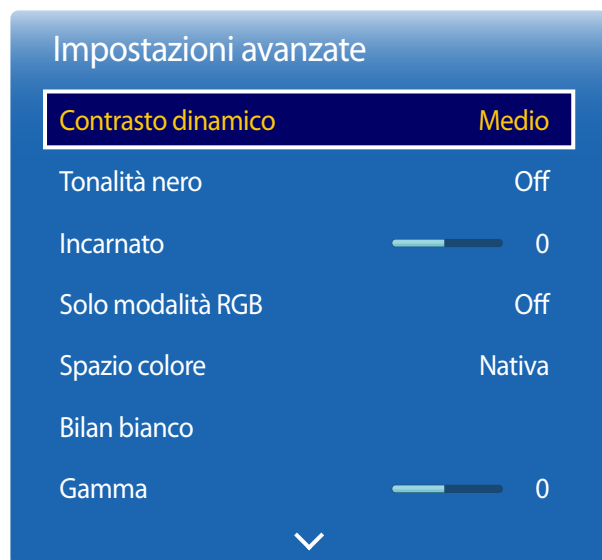 Impostazioni avanzate
Contrasto dinamico Medio
Tonalità nero Off
Incarnato 0
Solo modalità RGB Off
Spazio colore Nativa
Bilan bianco
Gamma 0